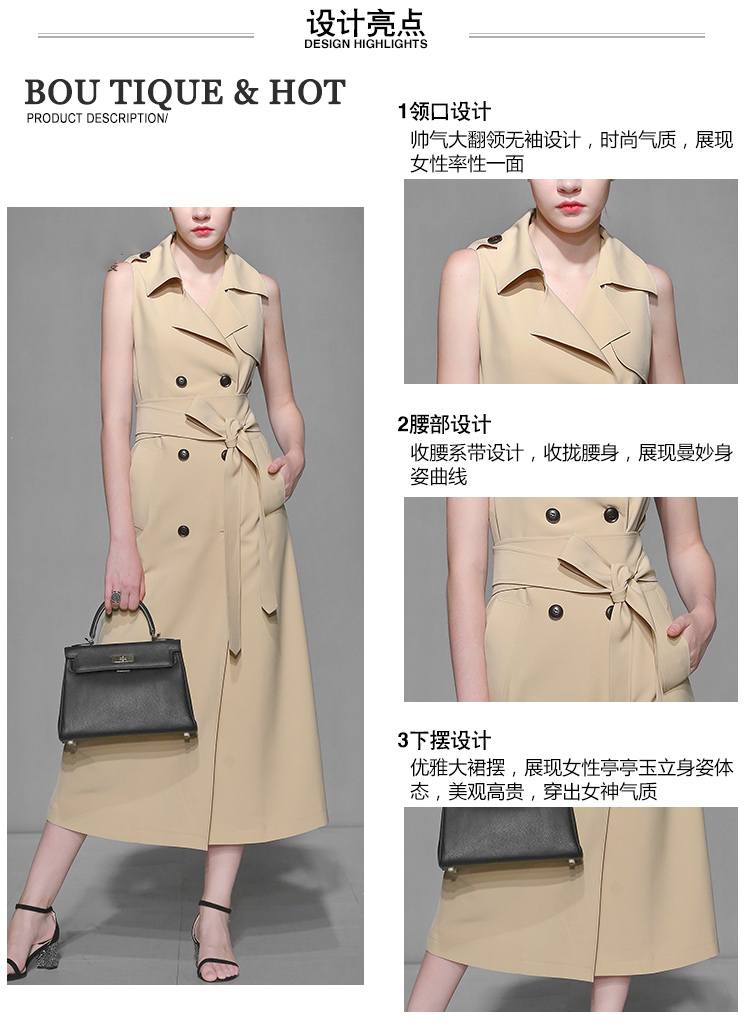 设计亮点
DESIGN HIGHLIGHTS
BOU TIQUE & HOT
PRODUCT DESCRIPTION/
1领口设计
帅气大翻领无袖设计，时尚气质，展现
女性率性一面
2腰部设计
收腰系带设计，收拢腰身，展现曼妙身
姿曲线
3下摆设计
优雅大裙摆，展现女性亭亭玉立身姿体
态，美观高贵，穿出女神气质